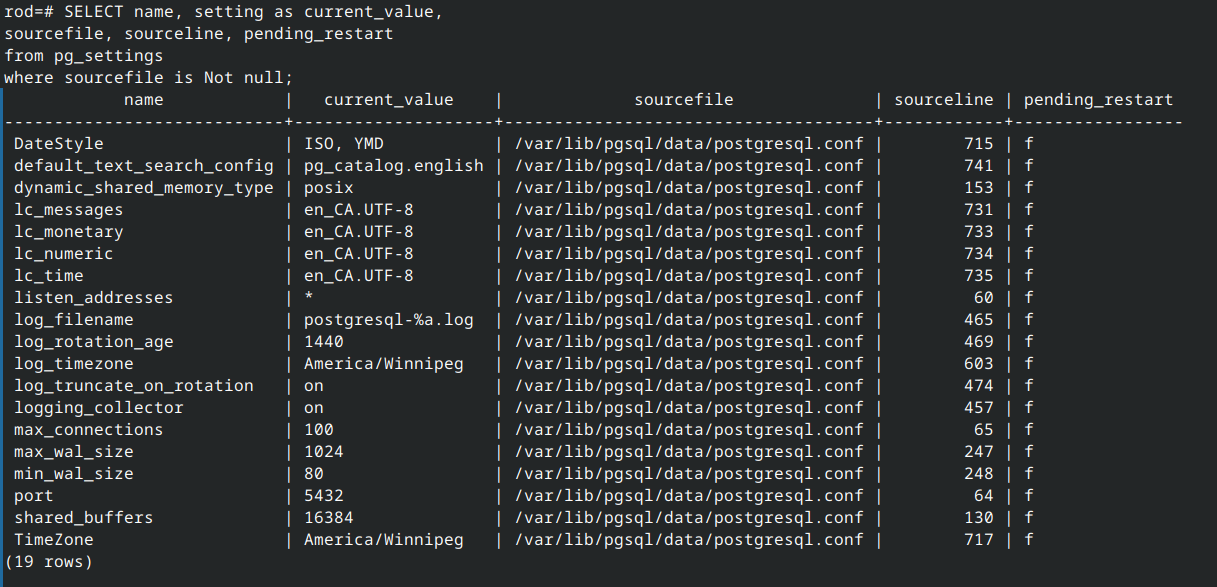 rod=# SELECT name, setting as current_value,
sourcefile, sourceline, pending_restart
from pg_settings
where sourcefile is Not null;
            name            |   current_value    |             sourcefile              | sourceline | pending_restart
----------------------------+--------------------+-------------------------------------+------------+-----------------
 DateStyle                  | ISO, YMD           | /var/lib/pgsql/data/postgresql.conf |        715 | f
 default_text_search_config | pg_catalog.english | /var/lib/pgsql/data/postgresql.conf |        741 | f
 dynamic_shared_memory_type | posix              | /var/lib/pgsql/data/postgresql.conf |        153 | f
 lc_messages                | en_CA.UTF-8        | /var/lib/pgsql/data/postgresql.conf |        731 | f
 lc_monetary                | en_CA.UTF-8        | /var/lib/pgsql/data/postgresql.conf |        733 | f
 lc_numeric                 | en_CA.UTF-8        | /var/lib/pgsql/data/postgresql.conf |        734 | f
 lc_time                    | en_CA.UTF-8        | /var/lib/pgsql/data/postgresql.conf |        735 | f
 listen_addresses           | *                  | /var/lib/pgsql/data/postgresql.conf |         60 | f
 log_filename               | postgresql-%a.log  | /var/lib/pgsql/data/postgresql.conf |        465 | f
 log_rotation_age           | 1440               | /var/lib/pgsql/data/postgresql.conf |        469 | f
 log_timezone               | America/Winnipeg   | /var/lib/pgsql/data/postgresql.conf |        603 | f
 log_truncate_on_rotation   | on                 | /var/lib/pgsql/data/postgresql.conf |        474 | f
 logging_collector          | on                 | /var/lib/pgsql/data/postgresql.conf |        457 | f
 max_connections            | 100                | /var/lib/pgsql/data/postgresql.conf |         65 | f
 max_wal_size               | 1024               | /var/lib/pgsql/data/postgresql.conf |        247 | f
 min_wal_size               | 80                 | /var/lib/pgsql/data/postgresql.conf |        248 | f
 port                       | 5432               | /var/lib/pgsql/data/postgresql.conf |         64 | f
 shared_buffers             | 16384              | /var/lib/pgsql/data/postgresql.conf |        130 | f
 TimeZone                   | America/Winnipeg   | /var/lib/pgsql/data/postgresql.conf |        717 | f
(19 rows)